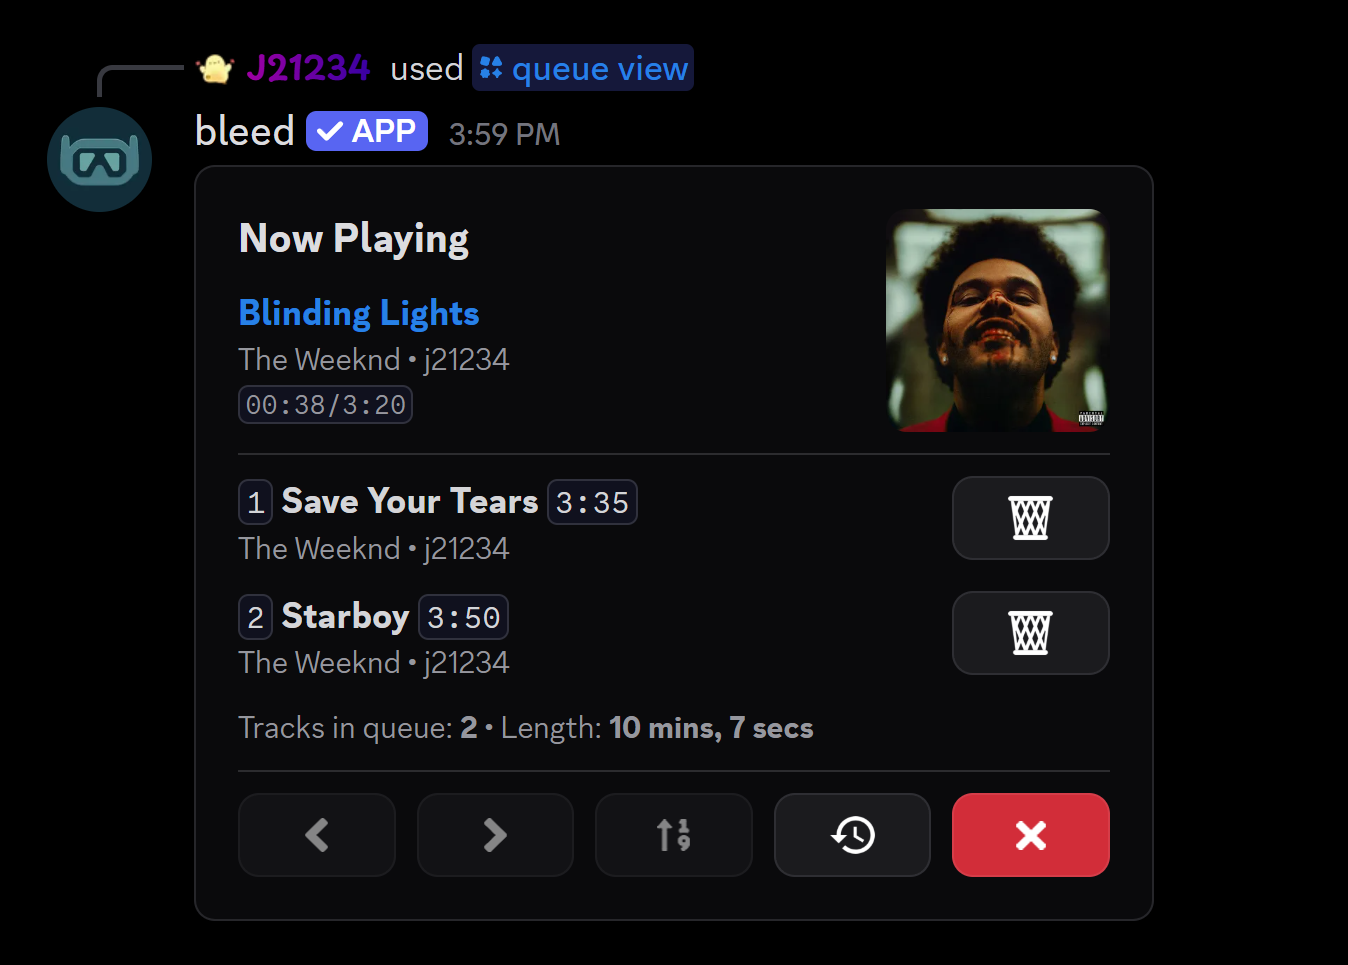 J21234 used queue view
bleed APP 3:59 PM
Now Playing
Blinding Lights
The Weeknd • j21234
00:38/3:20
1 Save Your Tears 3:35
The Weeknd • j21234
2 Starboy 3:50
The Weeknd • j21234
Tracks in queue: 2 • Length: 10 mins, 7 secs
1
9